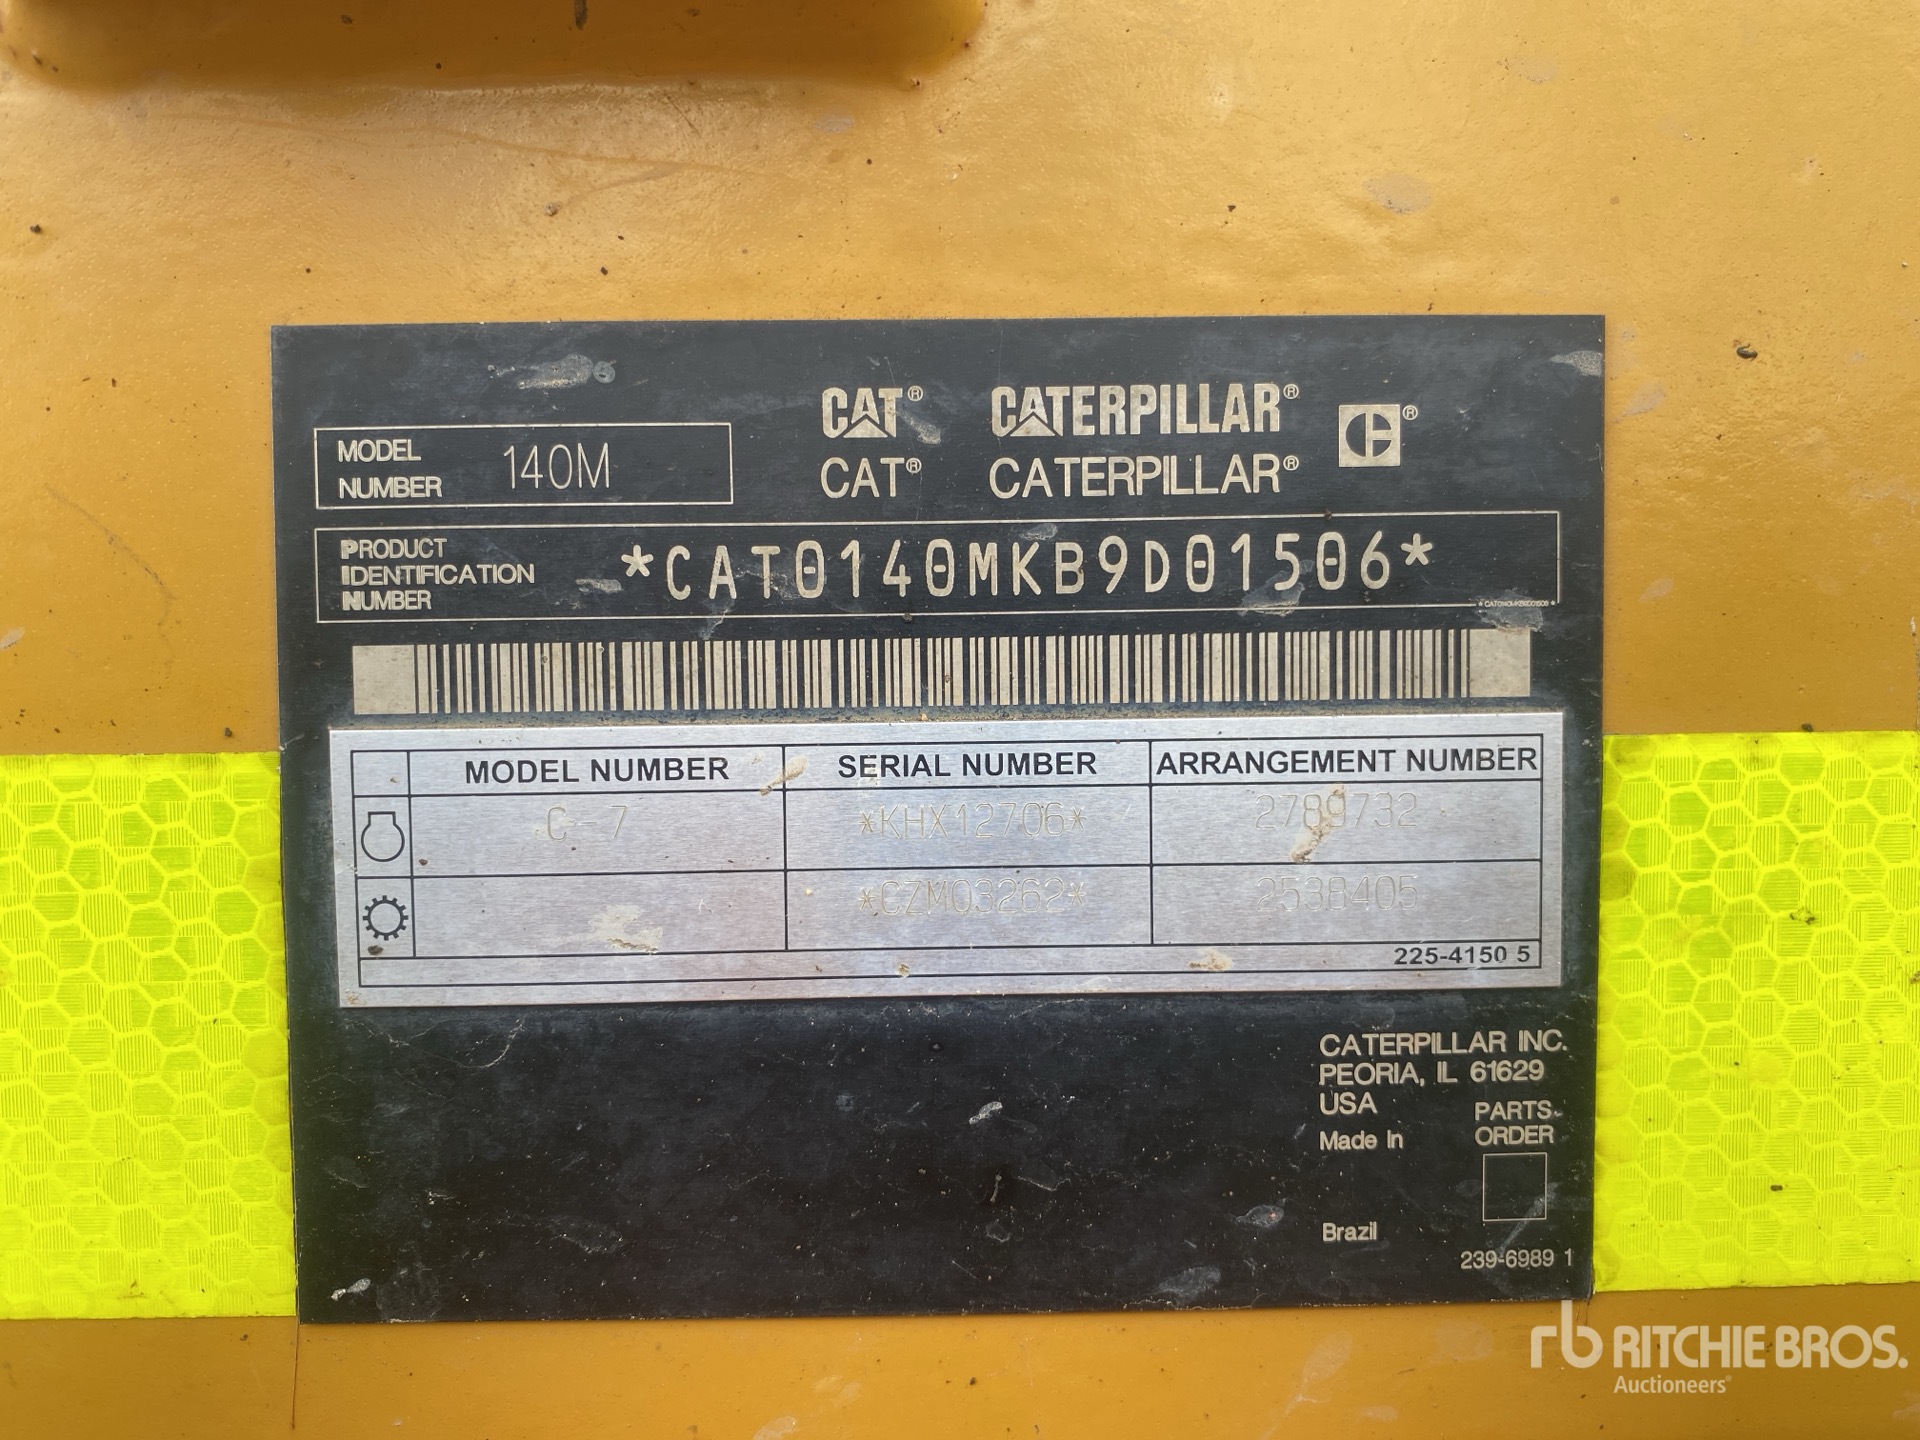 CAT® CATERPILLAR® ®
CAT® CATERPILLAR®
MODEL
NUMBER 140M
PRODUCT
IDENTIFICATION
NUMBER
*CAT0140MKB9D01506*
* CAT0140MKB9D01506 *
MODEL NUMBER SERIAL NUMBER ARRANGEMENT NUMBER
C-7 *KHX12706* 2789732
*CZM03262* 2538405
225-4150 5
CATERPILLAR INC.
PEORIA, IL 61629
USA
Made In
PARTS
ORDER
Brazil
239-6989 1
rb RITCHIE BROS.
Auctioneers